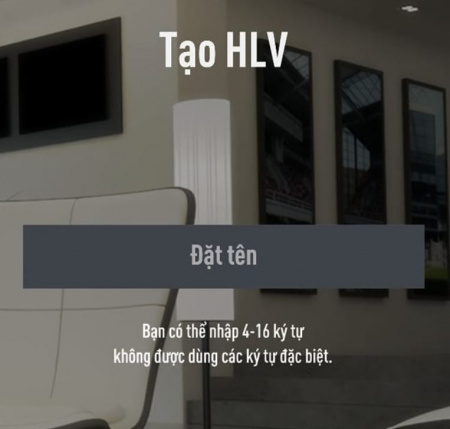 Tạo HLV
Đặt tên
Bạn có thể nhập 4-16 ký tự
không được dùng các ký tự đặc biệt.